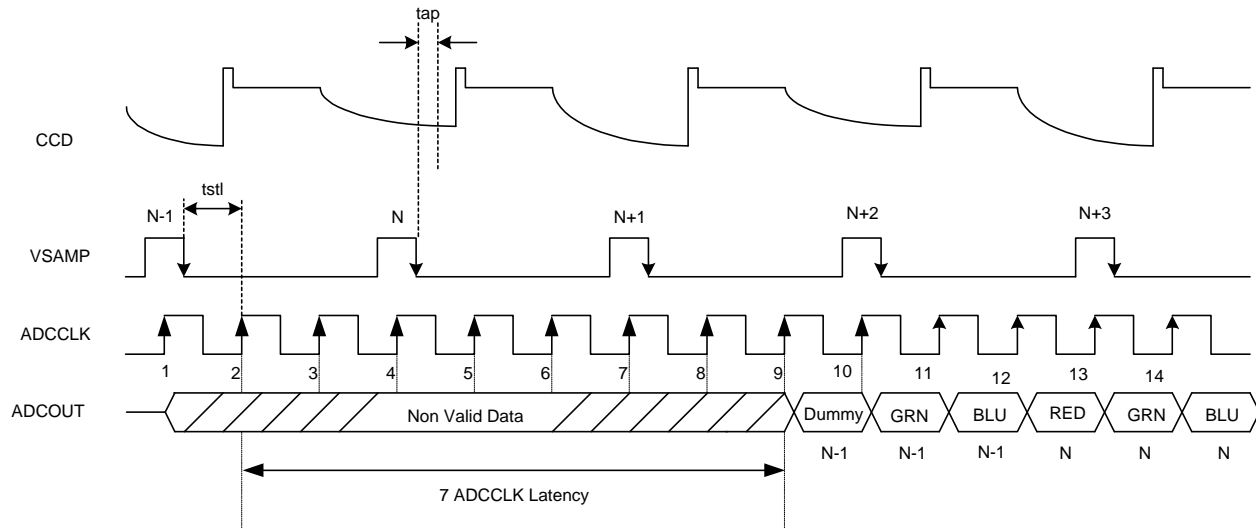 tap
CCD
tstl
N-1 N N+1 N+2 N+3
VSAMP
ADCCLK
1 2 3 4 5 6 7 8 9 10 11 12 13 14
ADCOUT Non Valid Data Dummy GRN BLU RED GRN BLU
N-1 N-1 N-1 N N N
7 ADCCLK Latency